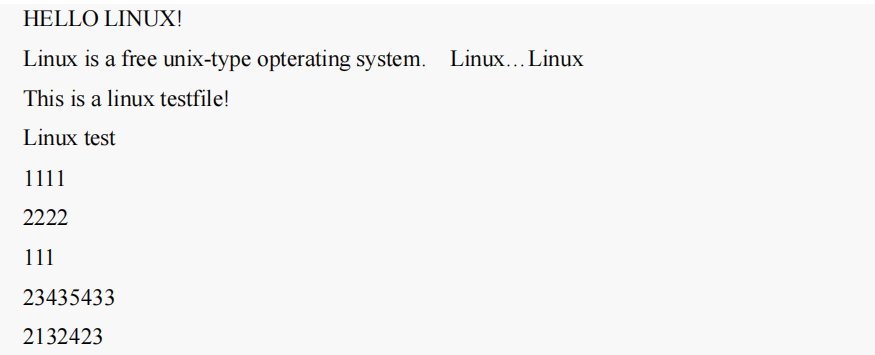 HELLO LINUX!
Linux is a free unix-type opterating system.    Linux…Linux
This is a linux testfile!
Linux test
1111
2222
111
23435433
2132423